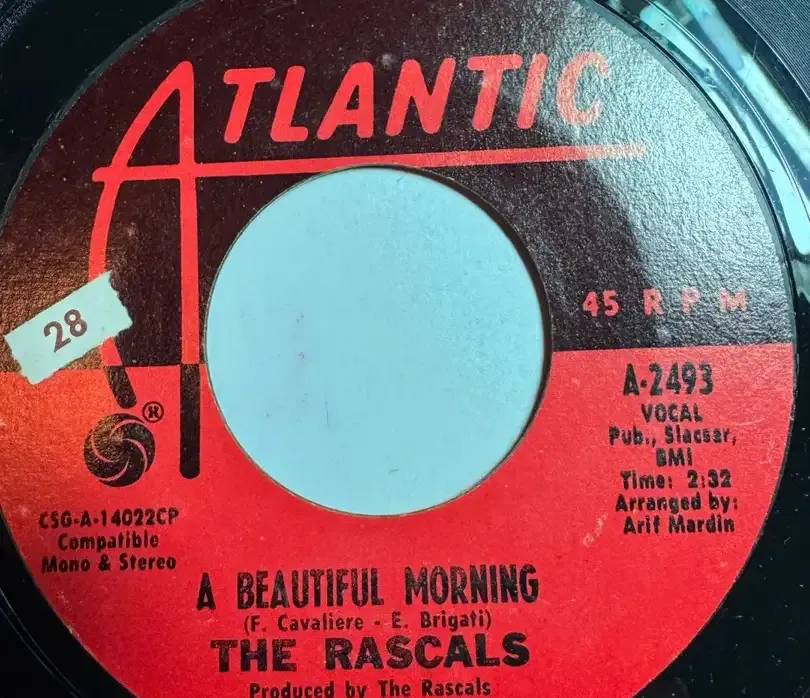 ATLANTIC
28
45 RPM
®
A-2493
VOCAL
Pub., Slacsar,
BMI
Time: 2:32
Arranged by:
Arif Mardin
CSG-A-14022CP
Compatible
Mono & Stereo
A BEAUTIFUL MORNING
(F. Cavaliere - E. Brigati)
THE RASCALS
Produced by The Rascals